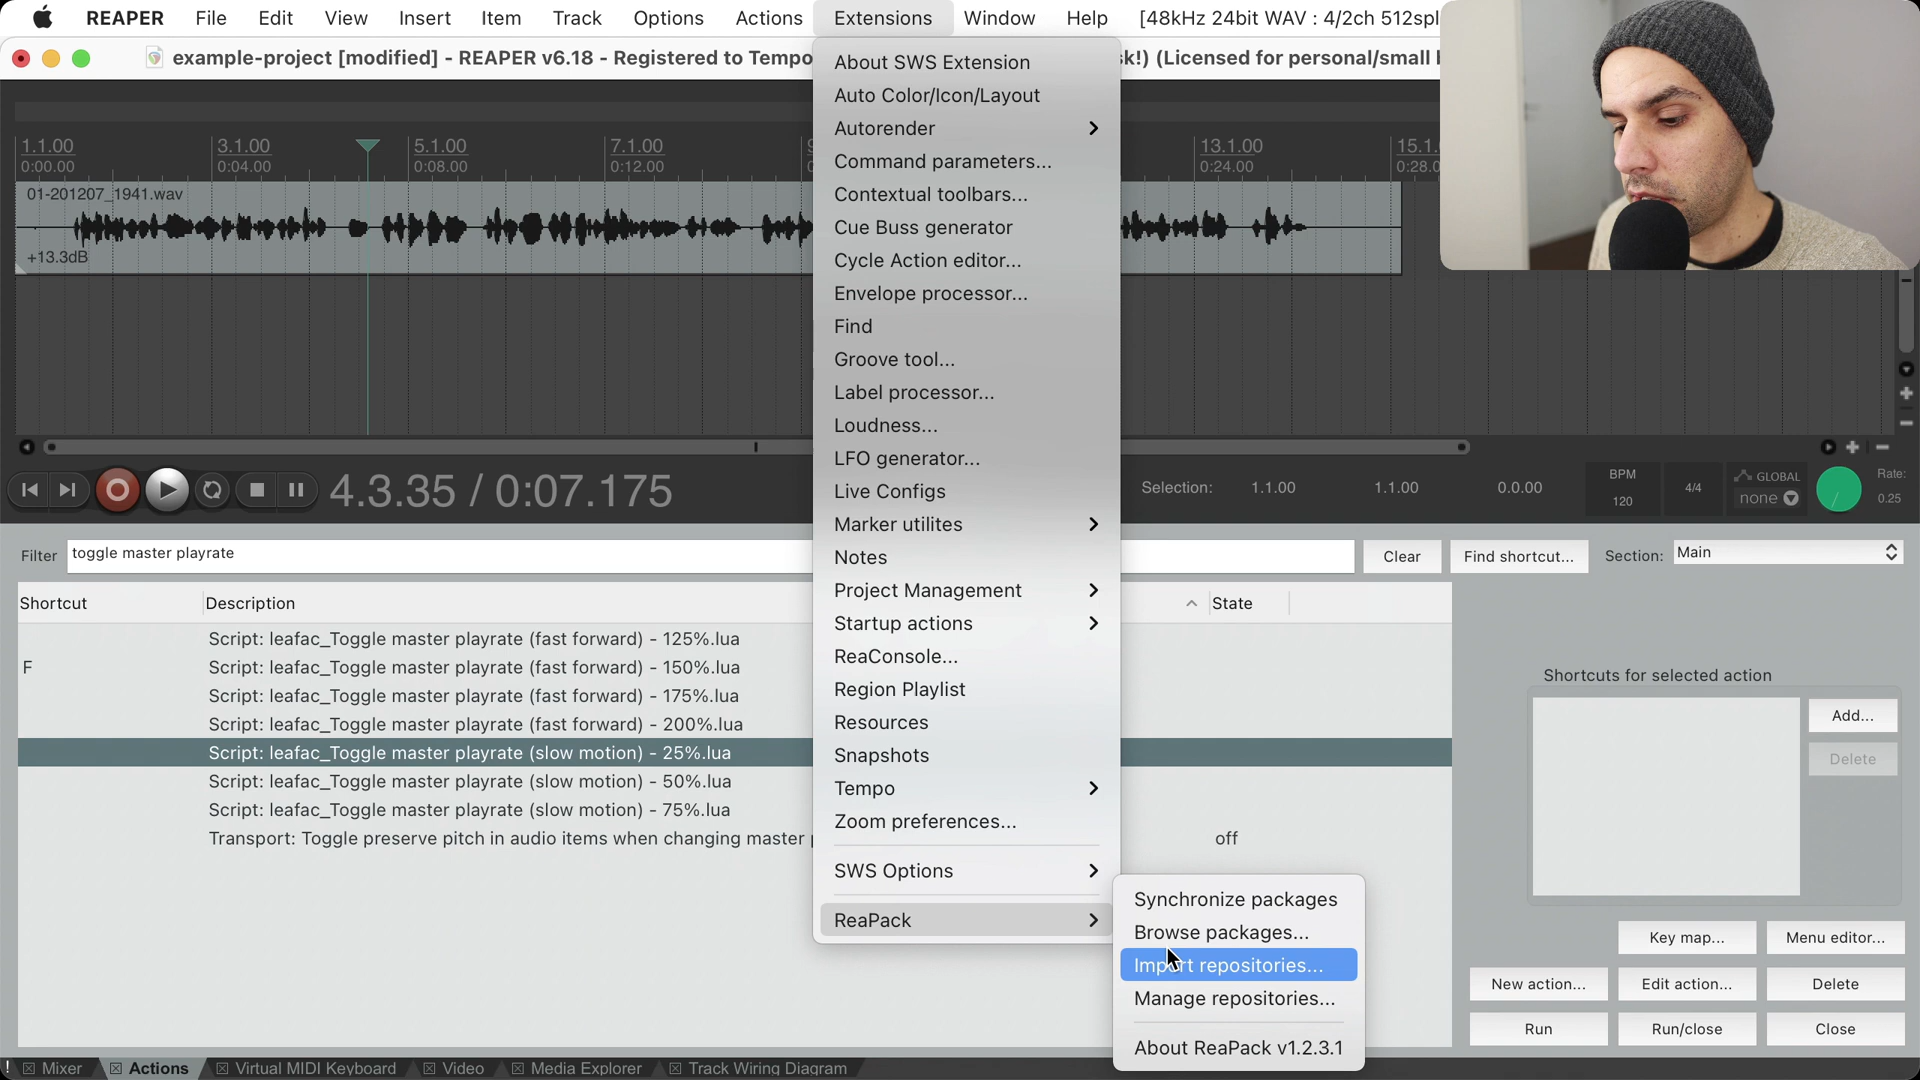 REAPER File Edit View Insert Item Track Options Actions Extensions Window Help [48kHz 24bit WAV : 4/2ch 512spl
example-project [modified] - REAPER v6.18 - Registered to Tempo
k!) (Licensed for personal/small
1.1.00 3.1.00 5.1.00 7.1.00 13.1.00 15.1.
0:00.00 0:04.00 0:08.00 0:12.00 0:24.00 0:28.0
01-201207_1941.wav
+13.3dB
About SWS Extension
Auto Color/Icon/Layout
Autorender
Command parameters...
Contextual toolbars...
Cue Buss generator
Cycle Action editor...
Envelope processor...
Find
Groove tool...
Label processor...
Loudness...
LFO generator...
Live Configs
Marker utilites
Notes
Project Management
Startup actions
ReaConsole...
Region Playlist
Resources
Snapshots
Tempo
Zoom preferences...
SWS Options
ReaPack
Synchronize packages
Browse packages...
Import repositories...
Manage repositories...
About ReaPack v1.2.3.1
4.3.35 / 0:07.175
Selection: 1.1.00 1.1.00 0.0.00
BPM
120
4/4
GLOBAL
none
Rate:
0.25
Filter toggle master playrate
Clear Find shortcut... Section: Main
Shortcut Description State
Script: leafac_Toggle master playrate (fast forward) - 125%.lua
F Script: leafac_Toggle master playrate (fast forward) - 150%.lua
Script: leafac_Toggle master playrate (fast forward) - 175%.lua
Script: leafac_Toggle master playrate (fast forward) - 200%.lua
Script: leafac_Toggle master playrate (slow motion) - 25%.lua
Script: leafac_Toggle master playrate (slow motion) - 50%.lua
Script: leafac_Toggle master playrate (slow motion) - 75%.lua
Transport: Toggle preserve pitch in audio items when changing master off
Shortcuts for selected action
Add...
Delete
Key map... Menu editor...
New action... Edit action... Delete
Run Run/close Close
! Mixer Actions Virtual MIDI Keyboard Video Media Explorer Track Wiring Diagram